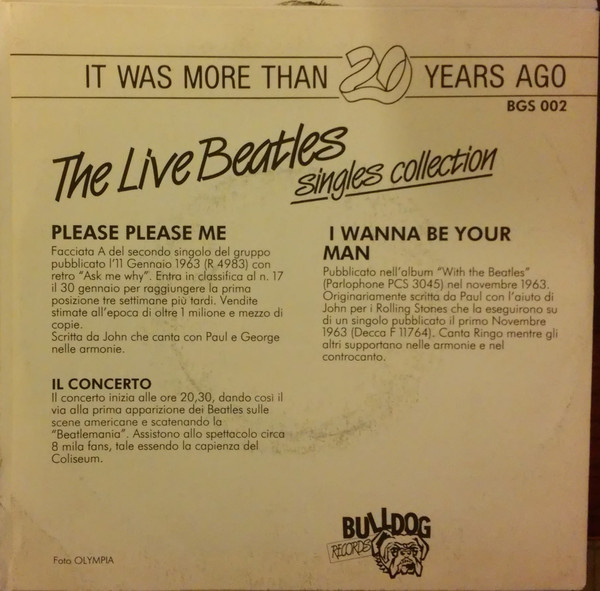 IT WAS MORE THAN 20 YEARS AGO
BGS 002
The Live Beatles
singles collection
PLEASE PLEASE ME
Facciata A del secondo singolo del gruppo
pubblicato l'11 Gennaio 1963 (R 4983) con
retro "Ask me why". Entra in classifica al n. 17
il 30 gennaio per raggiungere la prima
posizione tre settimane più tardi. Vendite
stimate all'epoca di oltre 1 milione e mezzo di
copie.
Scritta da John che canta con Paul e George
nelle armonie.
IL CONCERTO
Il concerto inizia alle ore 20,30, dando così il
via alla prima apparizione dei Beatles sulle
scene americane e scatenando la
"Beatlemania". Assistono allo spettacolo circa
8 mila fans, tale essendo la capienza del
Coliseum.
I WANNA BE YOUR
MAN
Pubblicato nell'album "With the Beatles"
(Parlophone PCS 3045) nel novembre 1963.
Originariamente scritta da Paul con l'aiuto di
John per i Rolling Stones che la eseguirono su
di un singolo pubblicato il primo Novembre
1963 (Decca F 11764). Canta Ringo mentre gli
altri supportano nelle armonie e nel
controcanto.
BULLDOG
RECORDS
Foto OLYMPIA